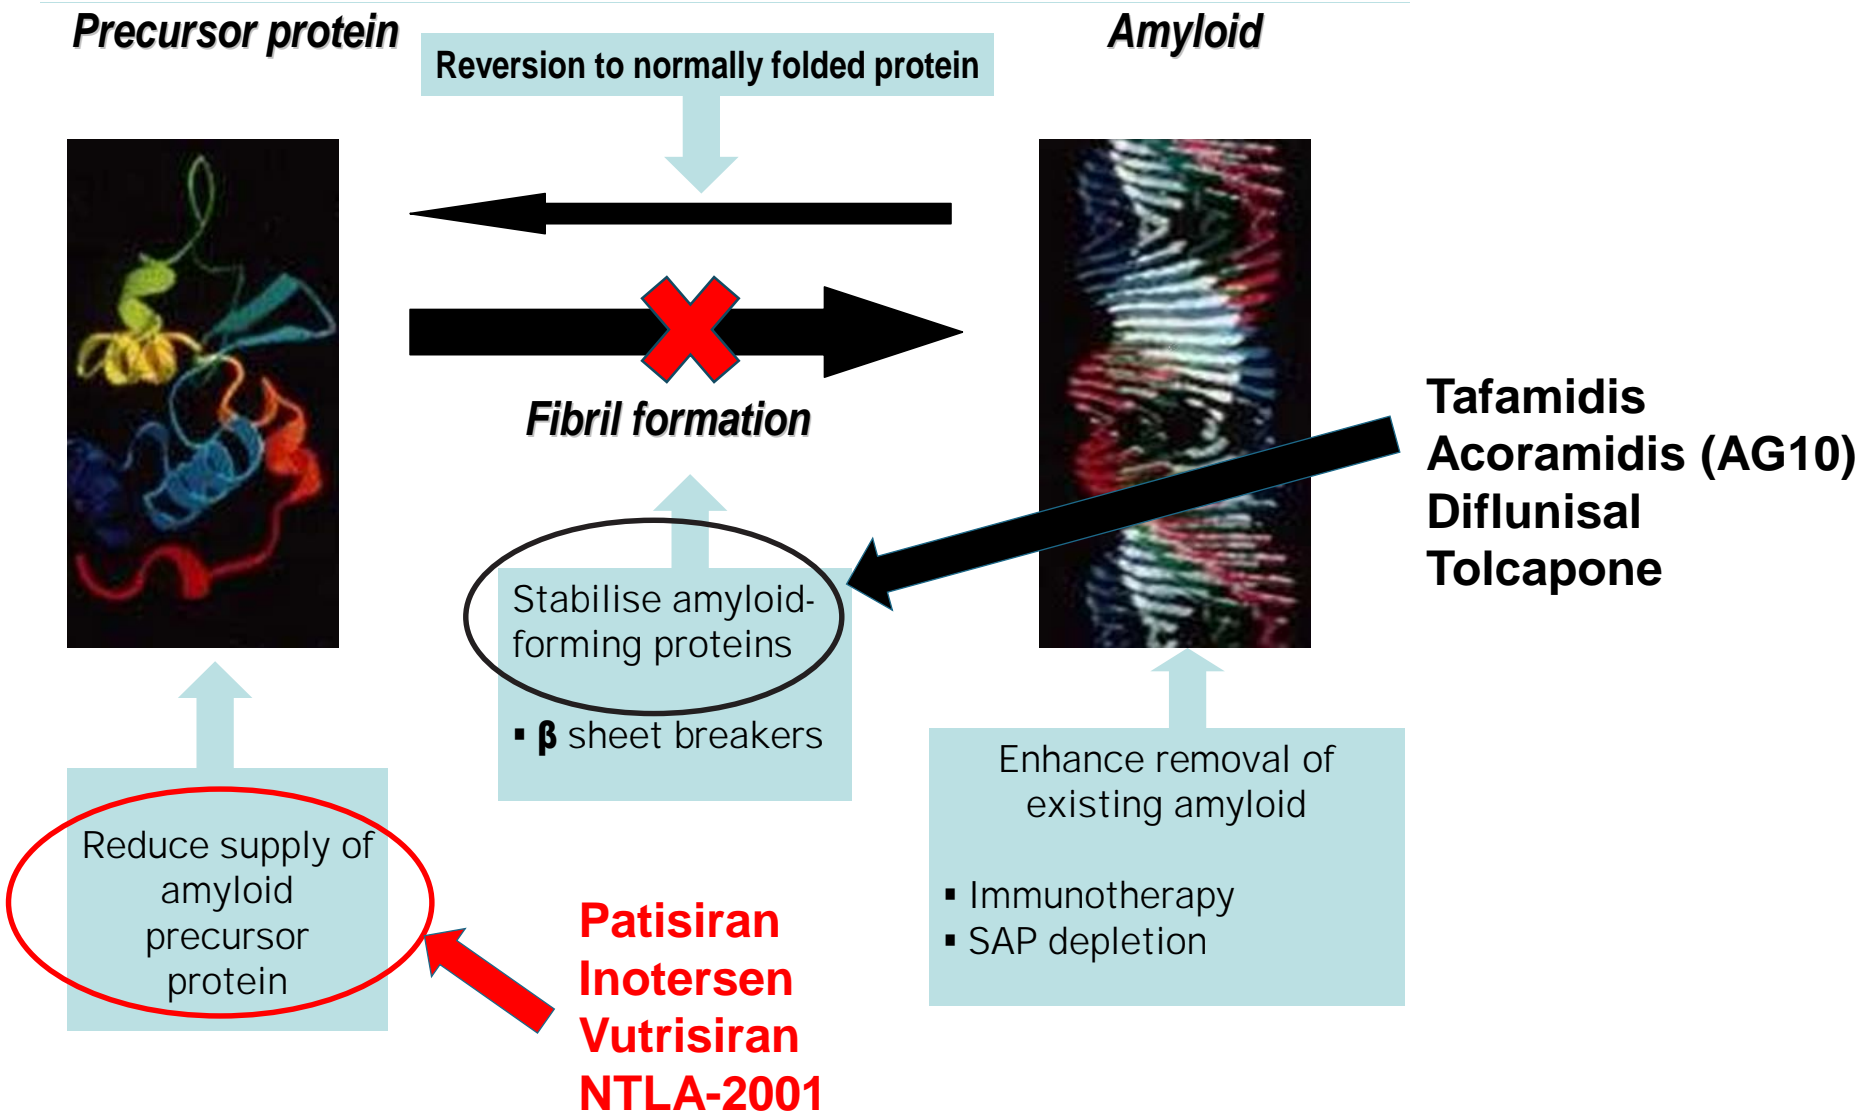 Precursor protein
Amyloid
Reversion to normally folded protein
Fibril formation
Tafamidis
Acoramidis (AG10)
Diflunisal
Tolcapone
Stabilise amyloid-
forming proteins
▪ β sheet breakers
Enhance removal of
existing amyloid
▪ Immunotherapy
▪ SAP depletion
Reduce supply of
amyloid
precursor
protein
Patisiran
Inotersen
Vutrisiran
NTLA-2001